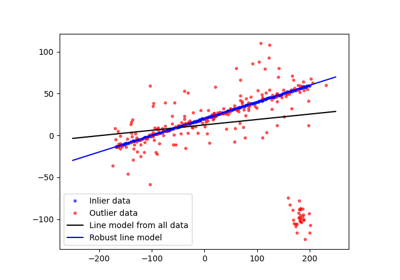 100
50
0
−50
−100
Inlier data
Outlier data
Line model from all data
Robust line model
−200 −100 0 100 200